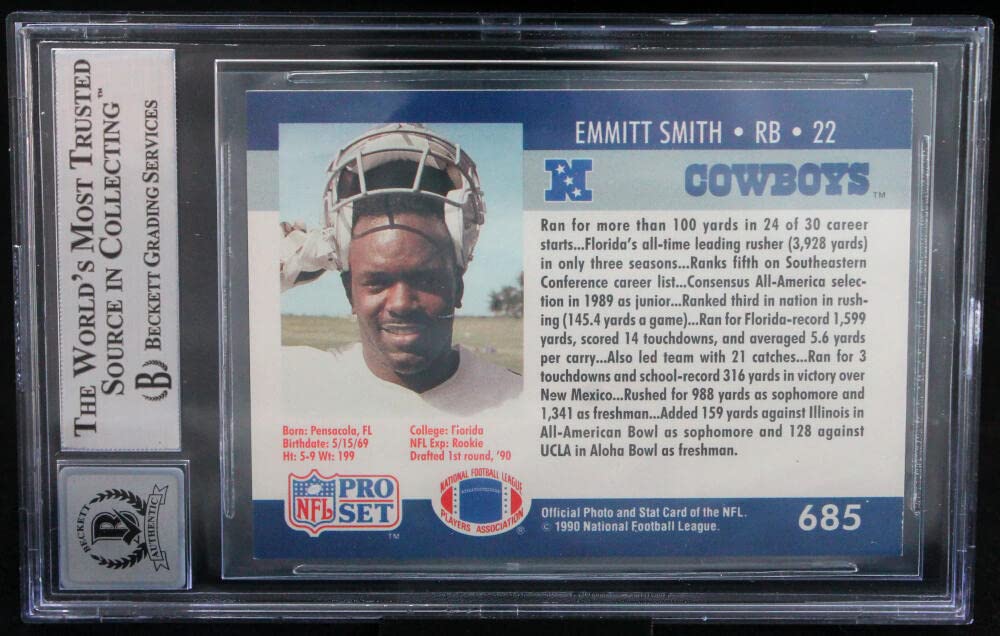 THE WORLD'S MOST TRUSTED
SOURCE IN COLLECTING™
BECKETT GRADING SERVICES
B
BECKETT
B
AUTHENTIC
EMMITT SMITH • RB • 22
N
COWBOYS™
Ran for more than 100 yards in 24 of 30 career
starts...Florida's all-time leading rusher (3,928 yards)
in only three seasons...Ranks fifth on Southeastern
Conference career list...Consensus All-America selec-
tion in 1989 as junior...Ranked third in nation in rush-
ing (145.4 yards a game)...Ran for Florida-record 1,599
yards, scored 14 touchdowns, and averaged 5.6 yards
per carry...Also led team with 21 catches...Ran for 3
touchdowns and school-record 316 yards in victory over
New Mexico...Rushed for 988 yards as sophomore and
1,341 as freshman...Added 159 yards against Illinois in
All-American Bowl as sophomore and 128 against
UCLA in Aloha Bowl as freshman.
Born: Pensacola, FL
Birthdate: 5/15/69
Ht: 5-9 Wt: 199
College: Florida
NFL Exp: Rookie
Drafted 1st round, '90
NFL
PRO
SET
™
NATIONAL FOOTBALL LEAGUE
PLAYERS ASSOCIATION
®
Official Photo and Stat Card of the NFL.
© 1990 National Football League.
685